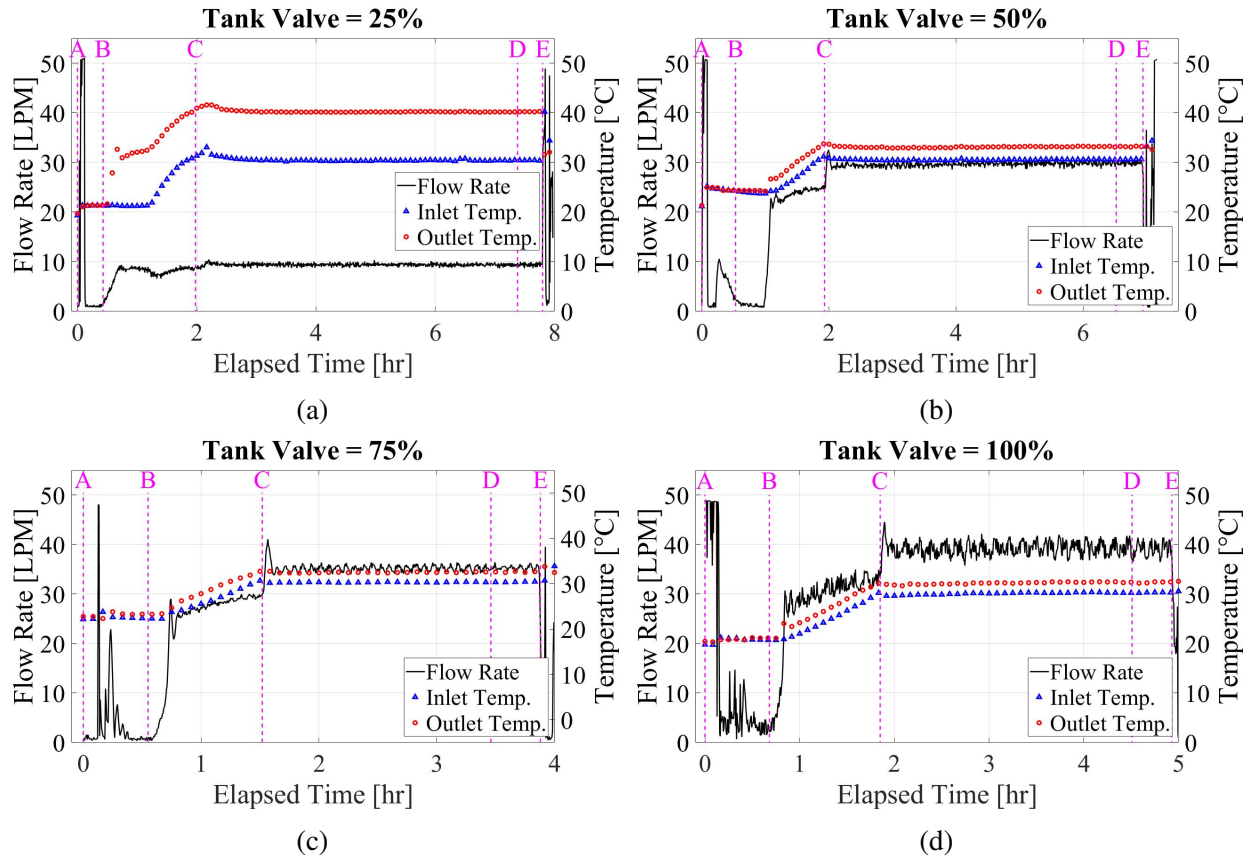 Tank Valve = 25%
A B C D E
50 40 30 20 10 0
Flow Rate [LPM]
50 40 30 20 10 0
Temperature [°C]
Flow Rate
Inlet Temp.
Outlet Temp.
0 2 4 6 8
Elapsed Time [hr]
(a)
Tank Valve = 50%
A B C D E
50 40 30 20 10 0
Flow Rate [LPM]
50 40 30 20 10 0
Temperature [°C]
Flow Rate
Inlet Temp.
Outlet Temp.
0 2 4 6
Elapsed Time [hr]
(b)
Tank Valve = 75%
A B C D E
50 40 30 20 10 0
Flow Rate [LPM]
50 40 30 20 10 0
Temperature [°C]
Flow Rate
Inlet Temp.
Outlet Temp.
0 1 2 3 4
Elapsed Time [hr]
(c)
Tank Valve = 100%
A B C D E
50 40 30 20 10 0
Flow Rate [LPM]
50 40 30 20 10 0
Temperature [°C]
Flow Rate
Inlet Temp.
Outlet Temp.
0 1 2 3 4 5
Elapsed Time [hr]
(d)